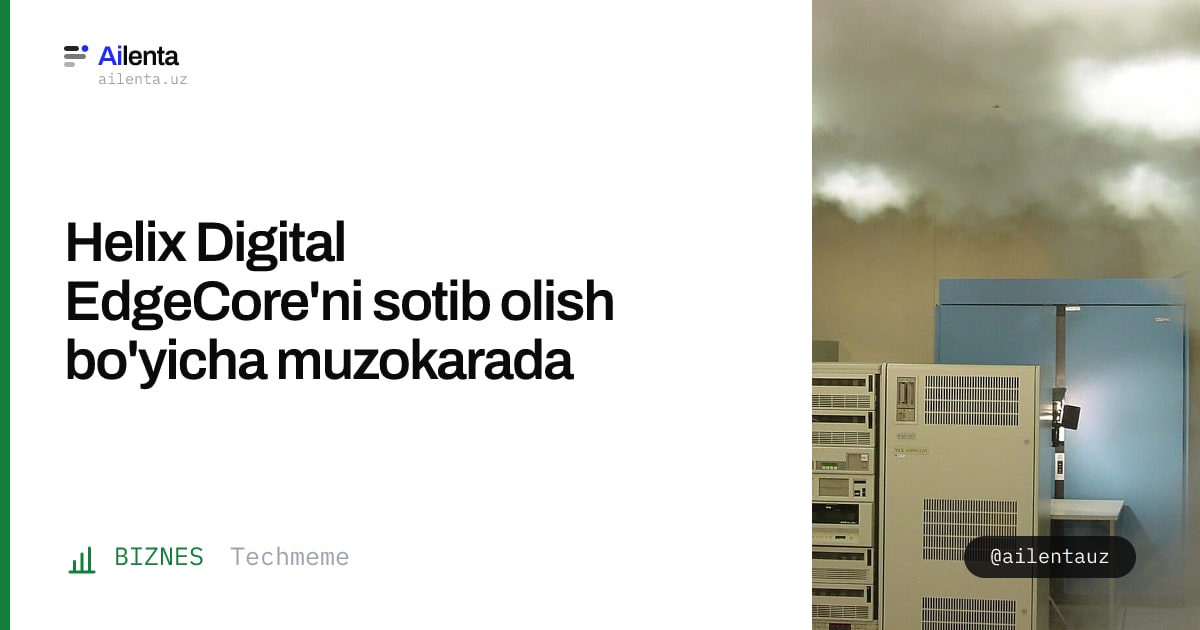 Ailenta
ailenta.uz
Helix Digital
EdgeCore'ni sotib olish
bo'yicha muzokarada
BIZNES Techmeme
@ailentauz